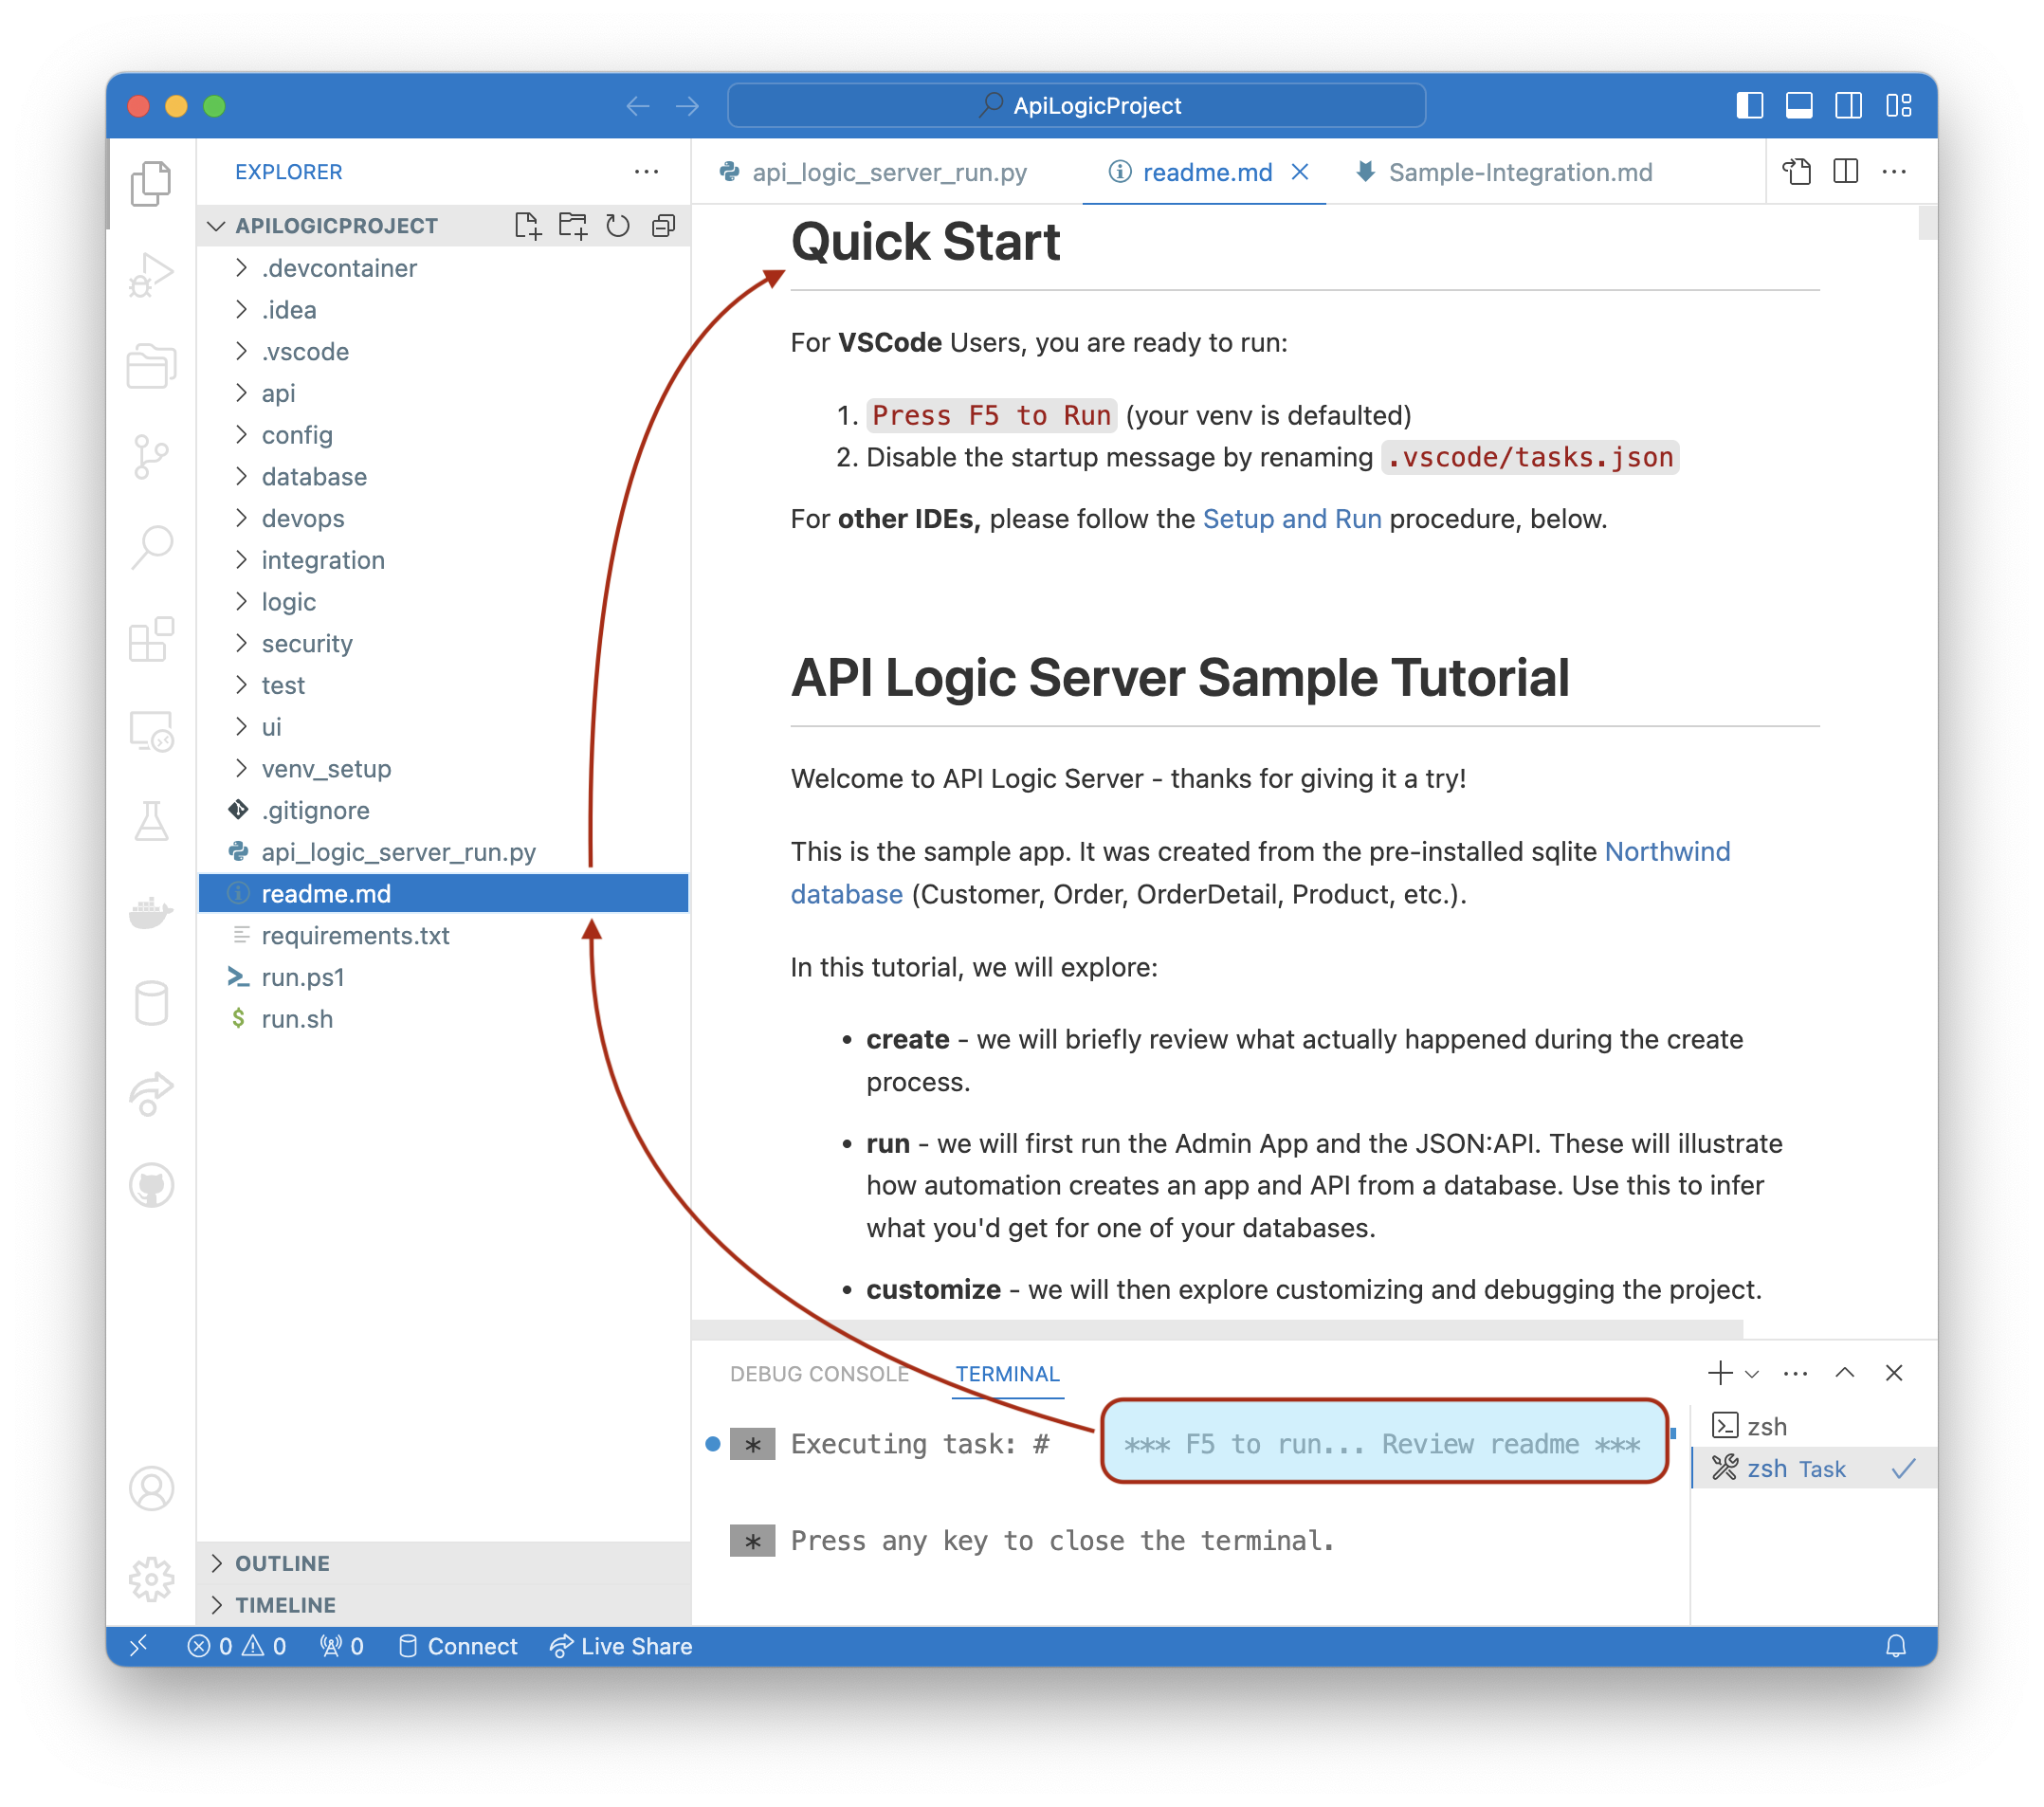 ApiLogicProject
EXPLORER
APILOGICPROJECT
.devcontainer
.idea
.vscode
api
config
database
devops
integration
logic
security
test
ui
venv_setup
.gitignore
api_logic_server_run.py
readme.md
requirements.txt
run.ps1
run.sh
OUTLINE
TIMELINE
api_logic_server_run.py
readme.md
Sample-Integration.md
Quick Start
For VSCode Users, you are ready to run:
1. Press F5 to Run (your venv is defaulted)
2. Disable the startup message by renaming .vscode/tasks.json
For other IDEs, please follow the Setup and Run procedure, below.
API Logic Server Sample Tutorial
Welcome to API Logic Server - thanks for giving it a try!
This is the sample app. It was created from the pre-installed sqlite Northwind
database (Customer, Order, OrderDetail, Product, etc.).
In this tutorial, we will explore:
• create - we will briefly review what actually happened during the create
process.
• run - we will first run the Admin App and the JSON:API. These will illustrate
how automation creates an app and API from a database. Use this to infer
what you'd get for one of your databases.
• customize - we will then explore customizing and debugging the project.
DEBUG CONSOLE
TERMINAL
* Executing task: # *** F5 to run... Review readme ***
* Press any key to close the terminal.
zsh
zsh Task
0 0 0 Connect Live Share